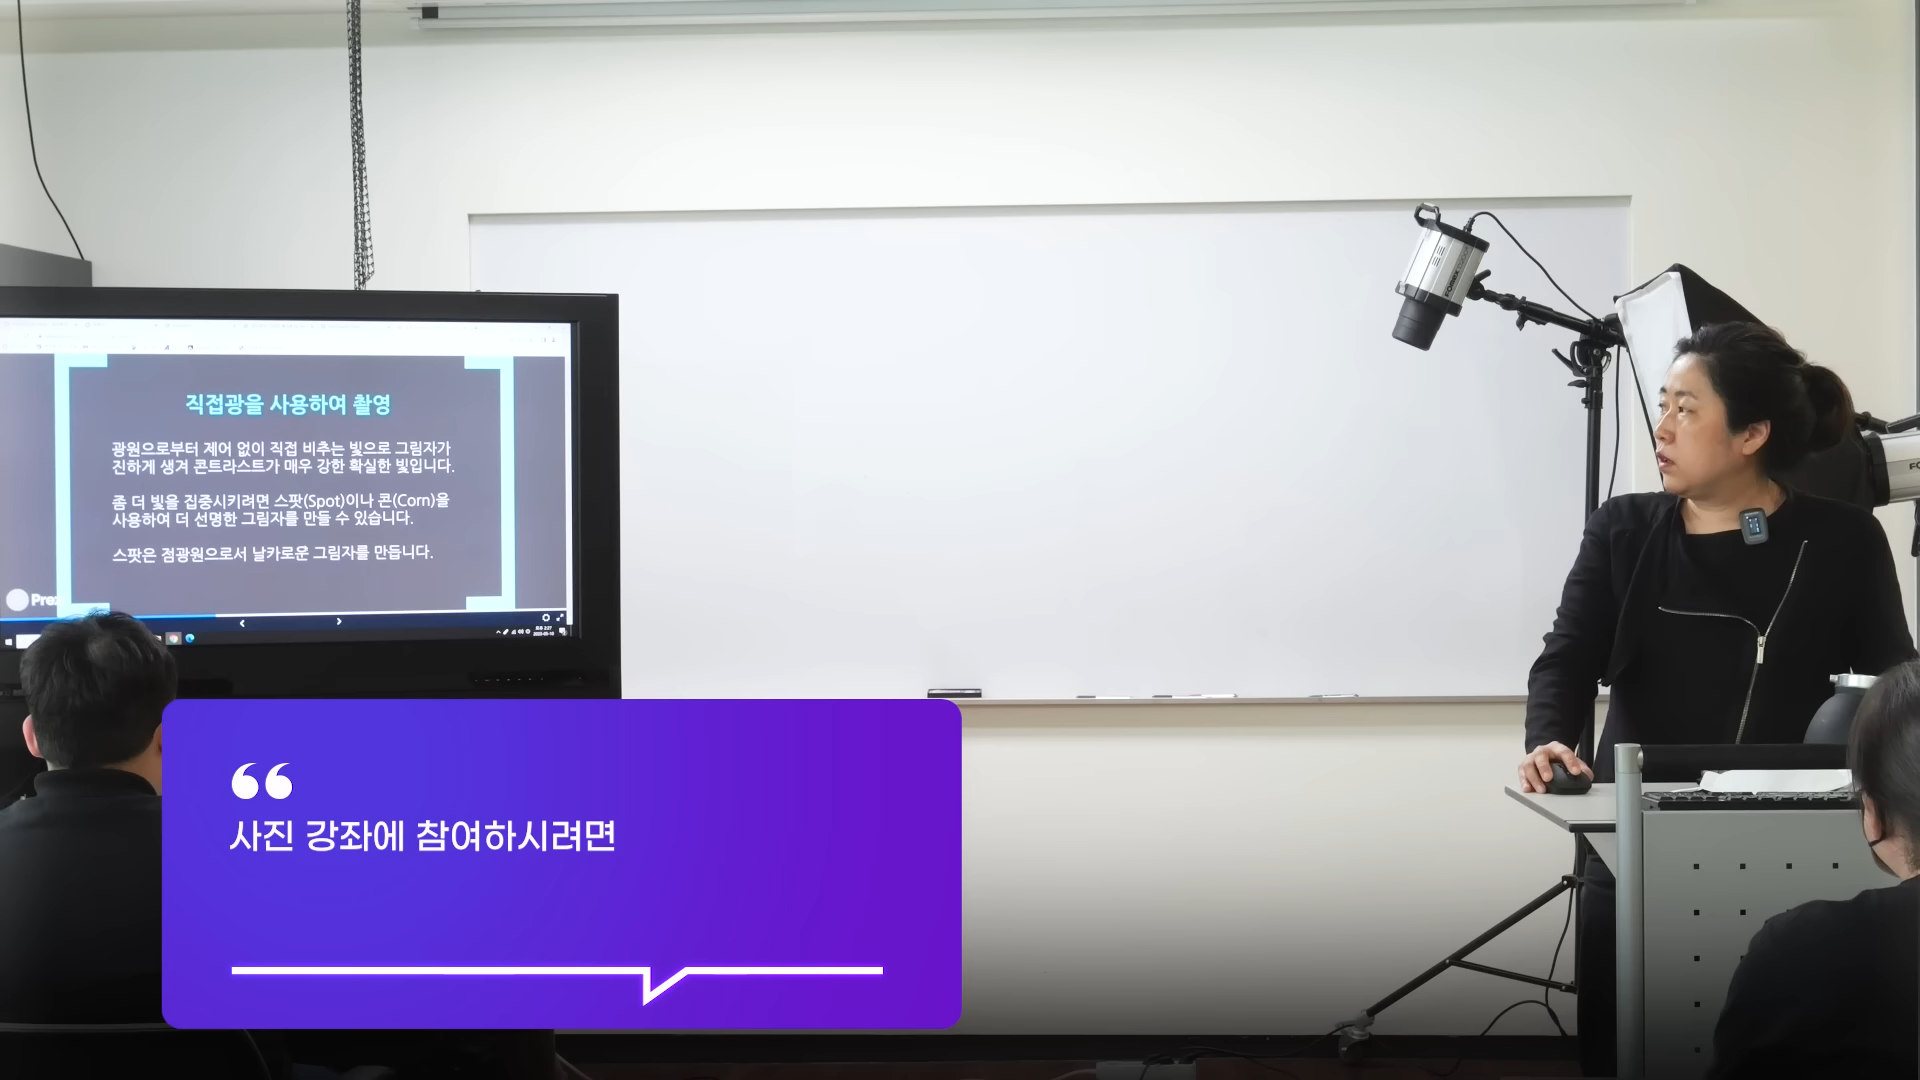 직접광을 사용하여 촬영
광원으로부터 제어 없이 직접 비추는 빛으로 그림자가
진하게 생겨 콘트라스트가 매우 강한 확실한 빛입니다.
좀 더 빛을 집중시키려면 스팟(Spot)이나 콘(Corn)을
사용하여 더 선명한 그림자를 만들 수 있습니다.
스팟은 점광원으로서 날카로운 그림자를 만듭니다.
“
사진 강좌에 참여하시려면